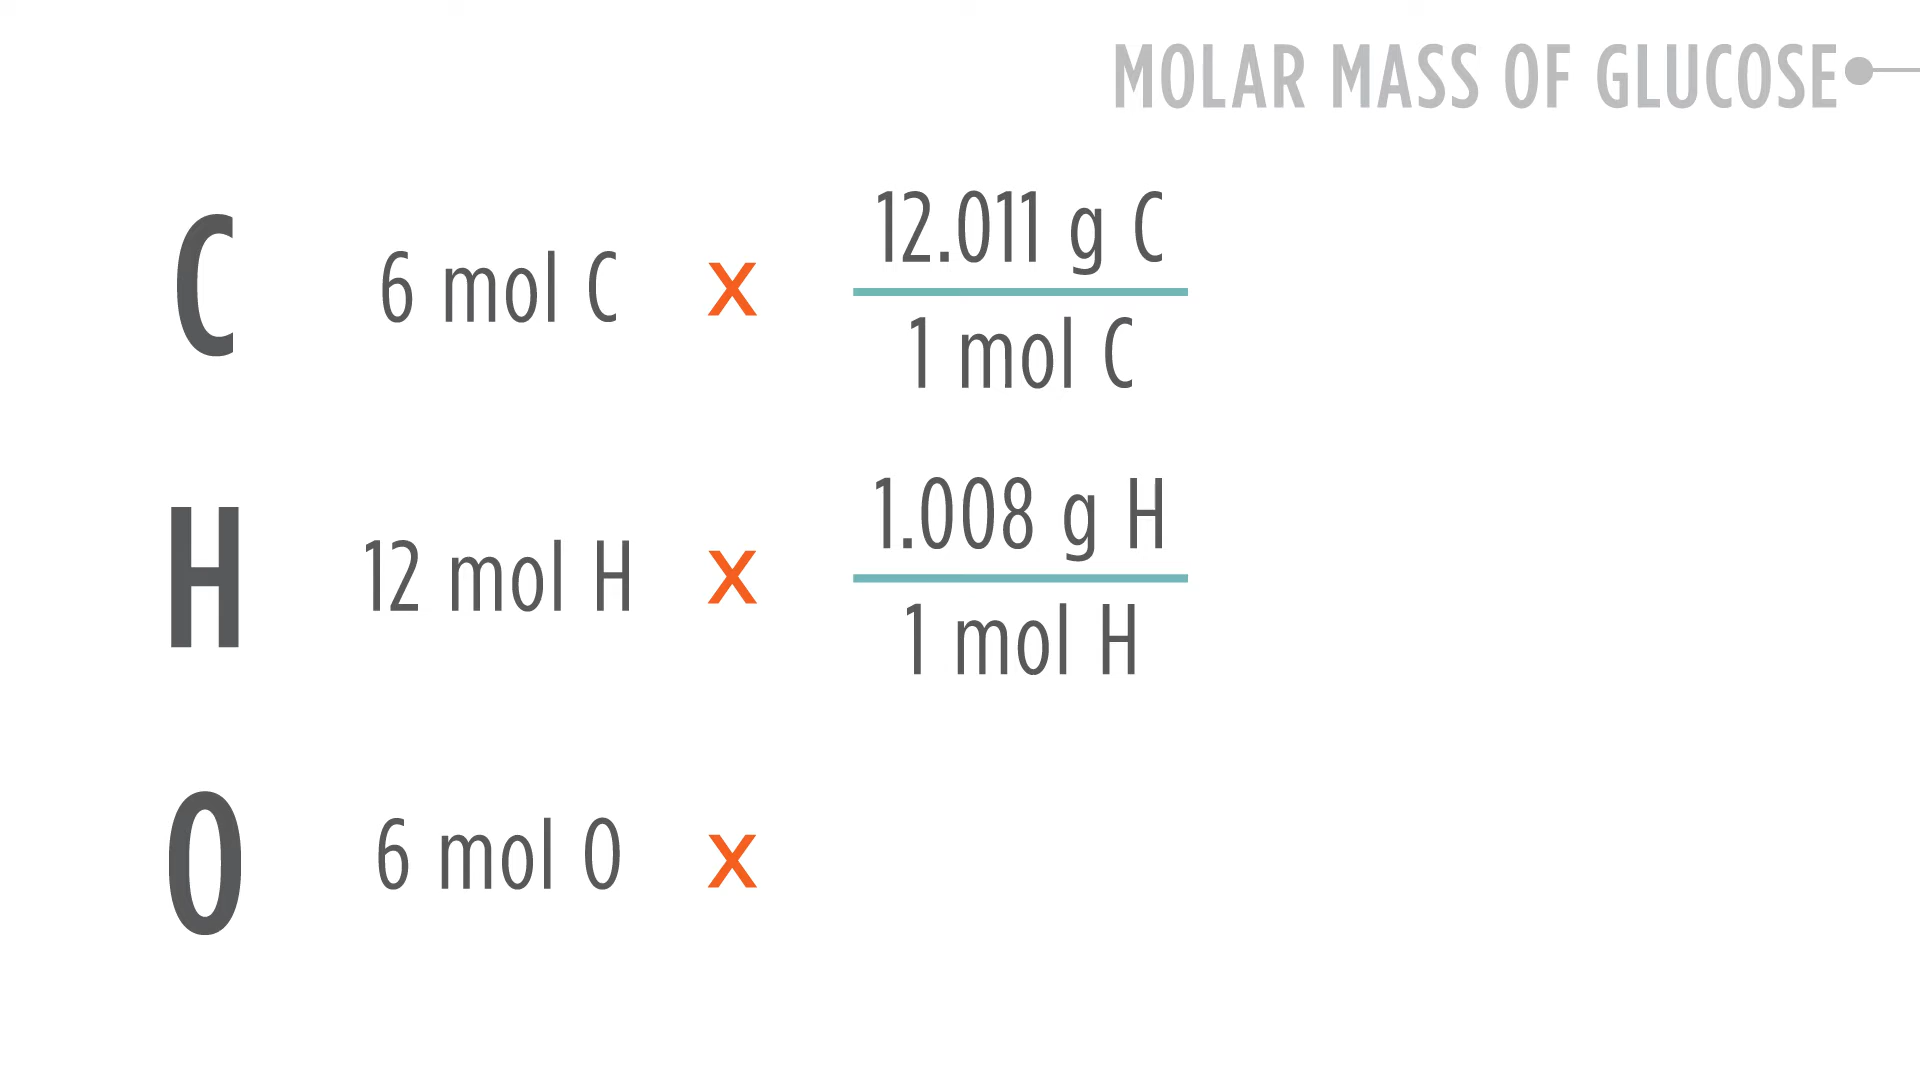 MOLAR MASS OF GLUCOSE
C 6 mol C x 12.011 g C
1 mol C
H 12 mol H x 1.008 g H
1 mol H
O 6 mol O x